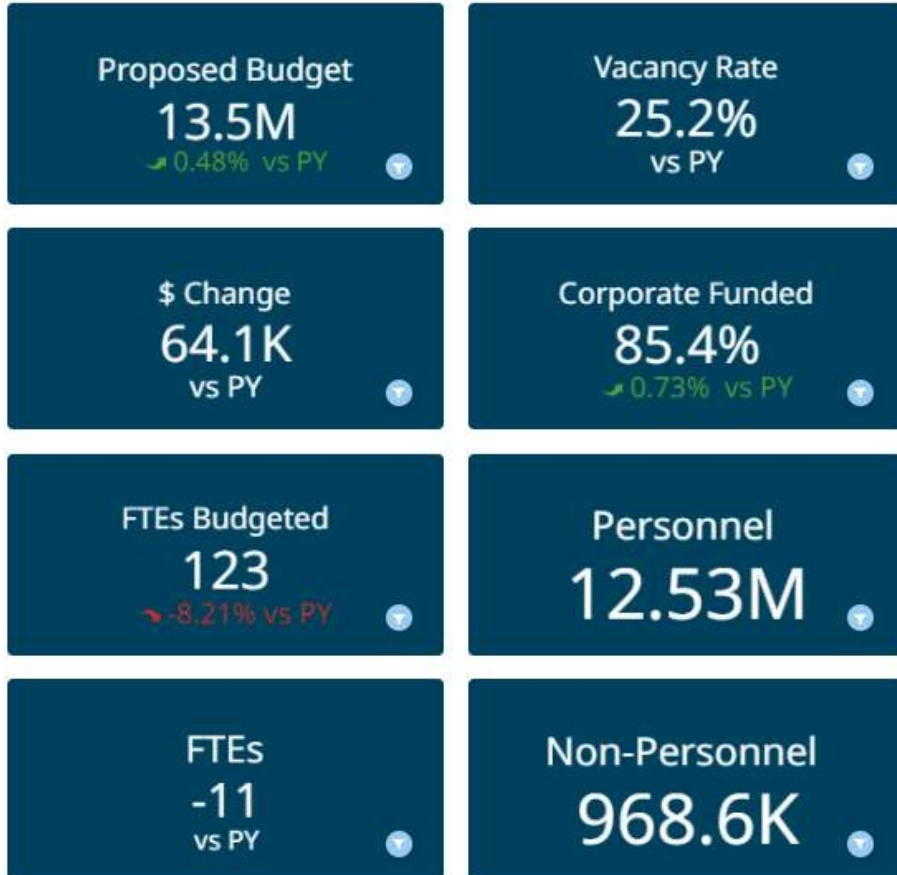 Proposed Budget
13.5M
0.48% vs PY
Vacancy Rate
25.2%
vs PY
$ Change
64.1K
vs PY
Corporate Funded
85.4%
0.73% vs PY
FTEs Budgeted
123
-8.21% vs PY
Personnel
12.53M
FTEs
-11
vs PY
Non-Personnel
968.6K